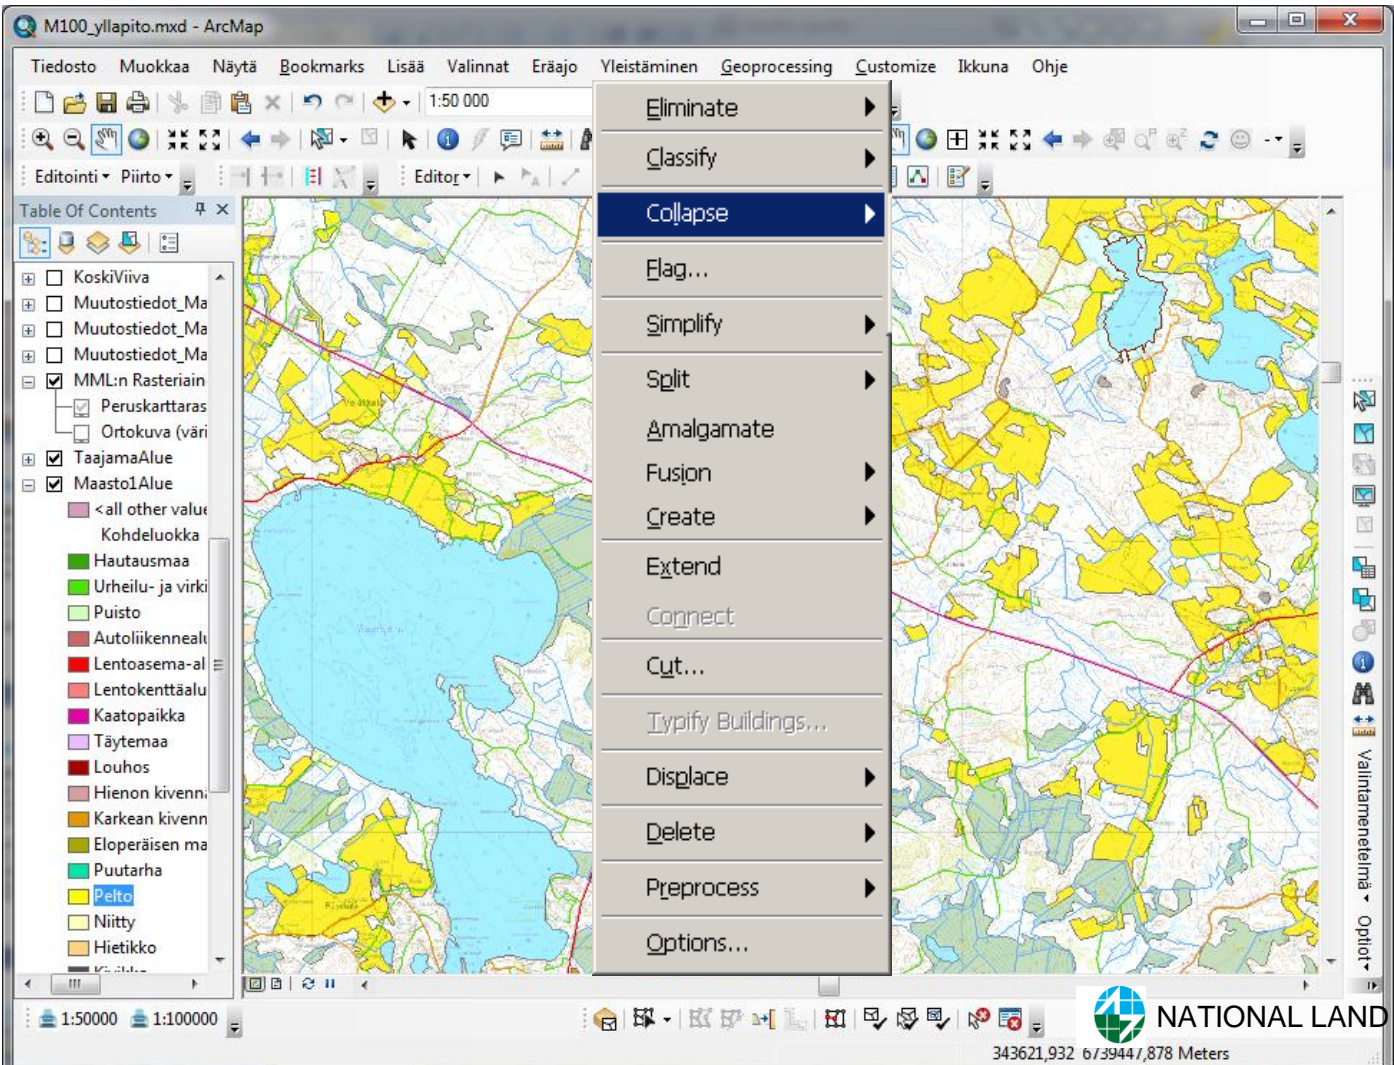 M100_yllapito.mxd - ArcMap
Tiedosto Muokkaa Näytä Bookmarks Lisää Valinnat Eräajo Yleistäminen Geoprocessing Customize Ikkuna Ohje
1:50 000
Editointi Piirto Editor
Table Of Contents
KoskiViiva
Muutostiedot_Ma
Muutostiedot_Ma
Muutostiedot_Ma
MML:n Rasteriain
Peruskarttaras
Ortokuva (väri
TaajamaAlue
Maasto1Alue
<all other value
Kohdeluokka
Hautausmaa
Urheilu- ja virki
Puisto
Autoliikennealu
Lentoasema-al
Lentokenttäalu
Kaatopaikka
Täytemaa
Louhos
Hienon kivenn
Karkean kivenn
Eloperäisen ma
Puutarha
Pelto
Niitty
Hietikko
Eliminate
Classify
Collapse
Flag...
Simplify
Split
Amalgamate
Fusion
Create
Extend
Connect
Cut...
Typify Buildings...
Displace
Delete
Preprocess
Options...
Valintamenetelmä Optiot
1:50000 1:100000
NATIONAL LAND
343621,932 6739447,878 Meters